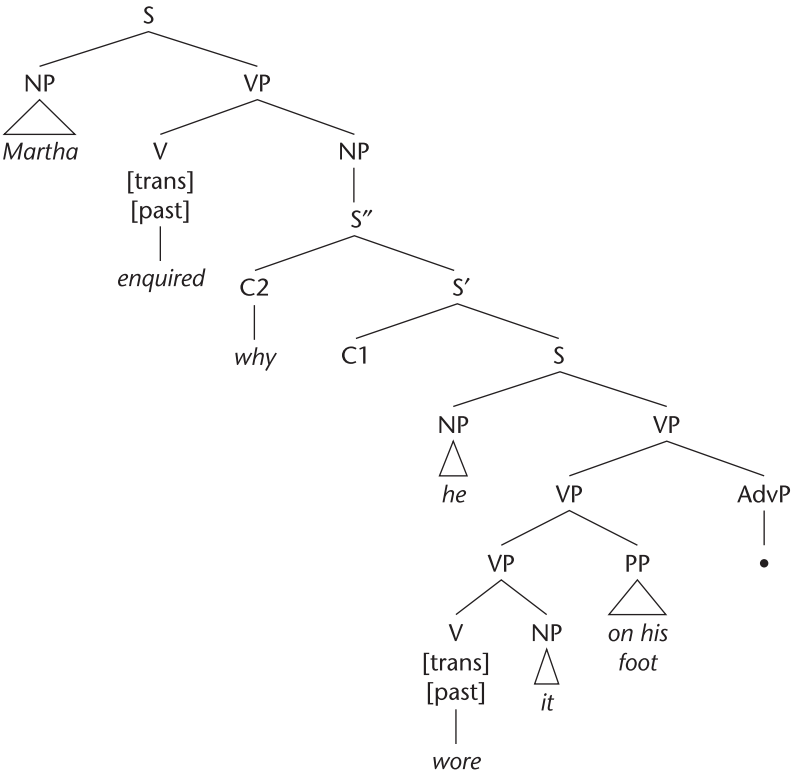 S
NP VP
Martha V NP
[trans]
[past] S″
enquired C2 S′
why C1 S
NP VP
he VP AdvP
VP PP •
V NP on his
[trans] foot
[past] it
wore